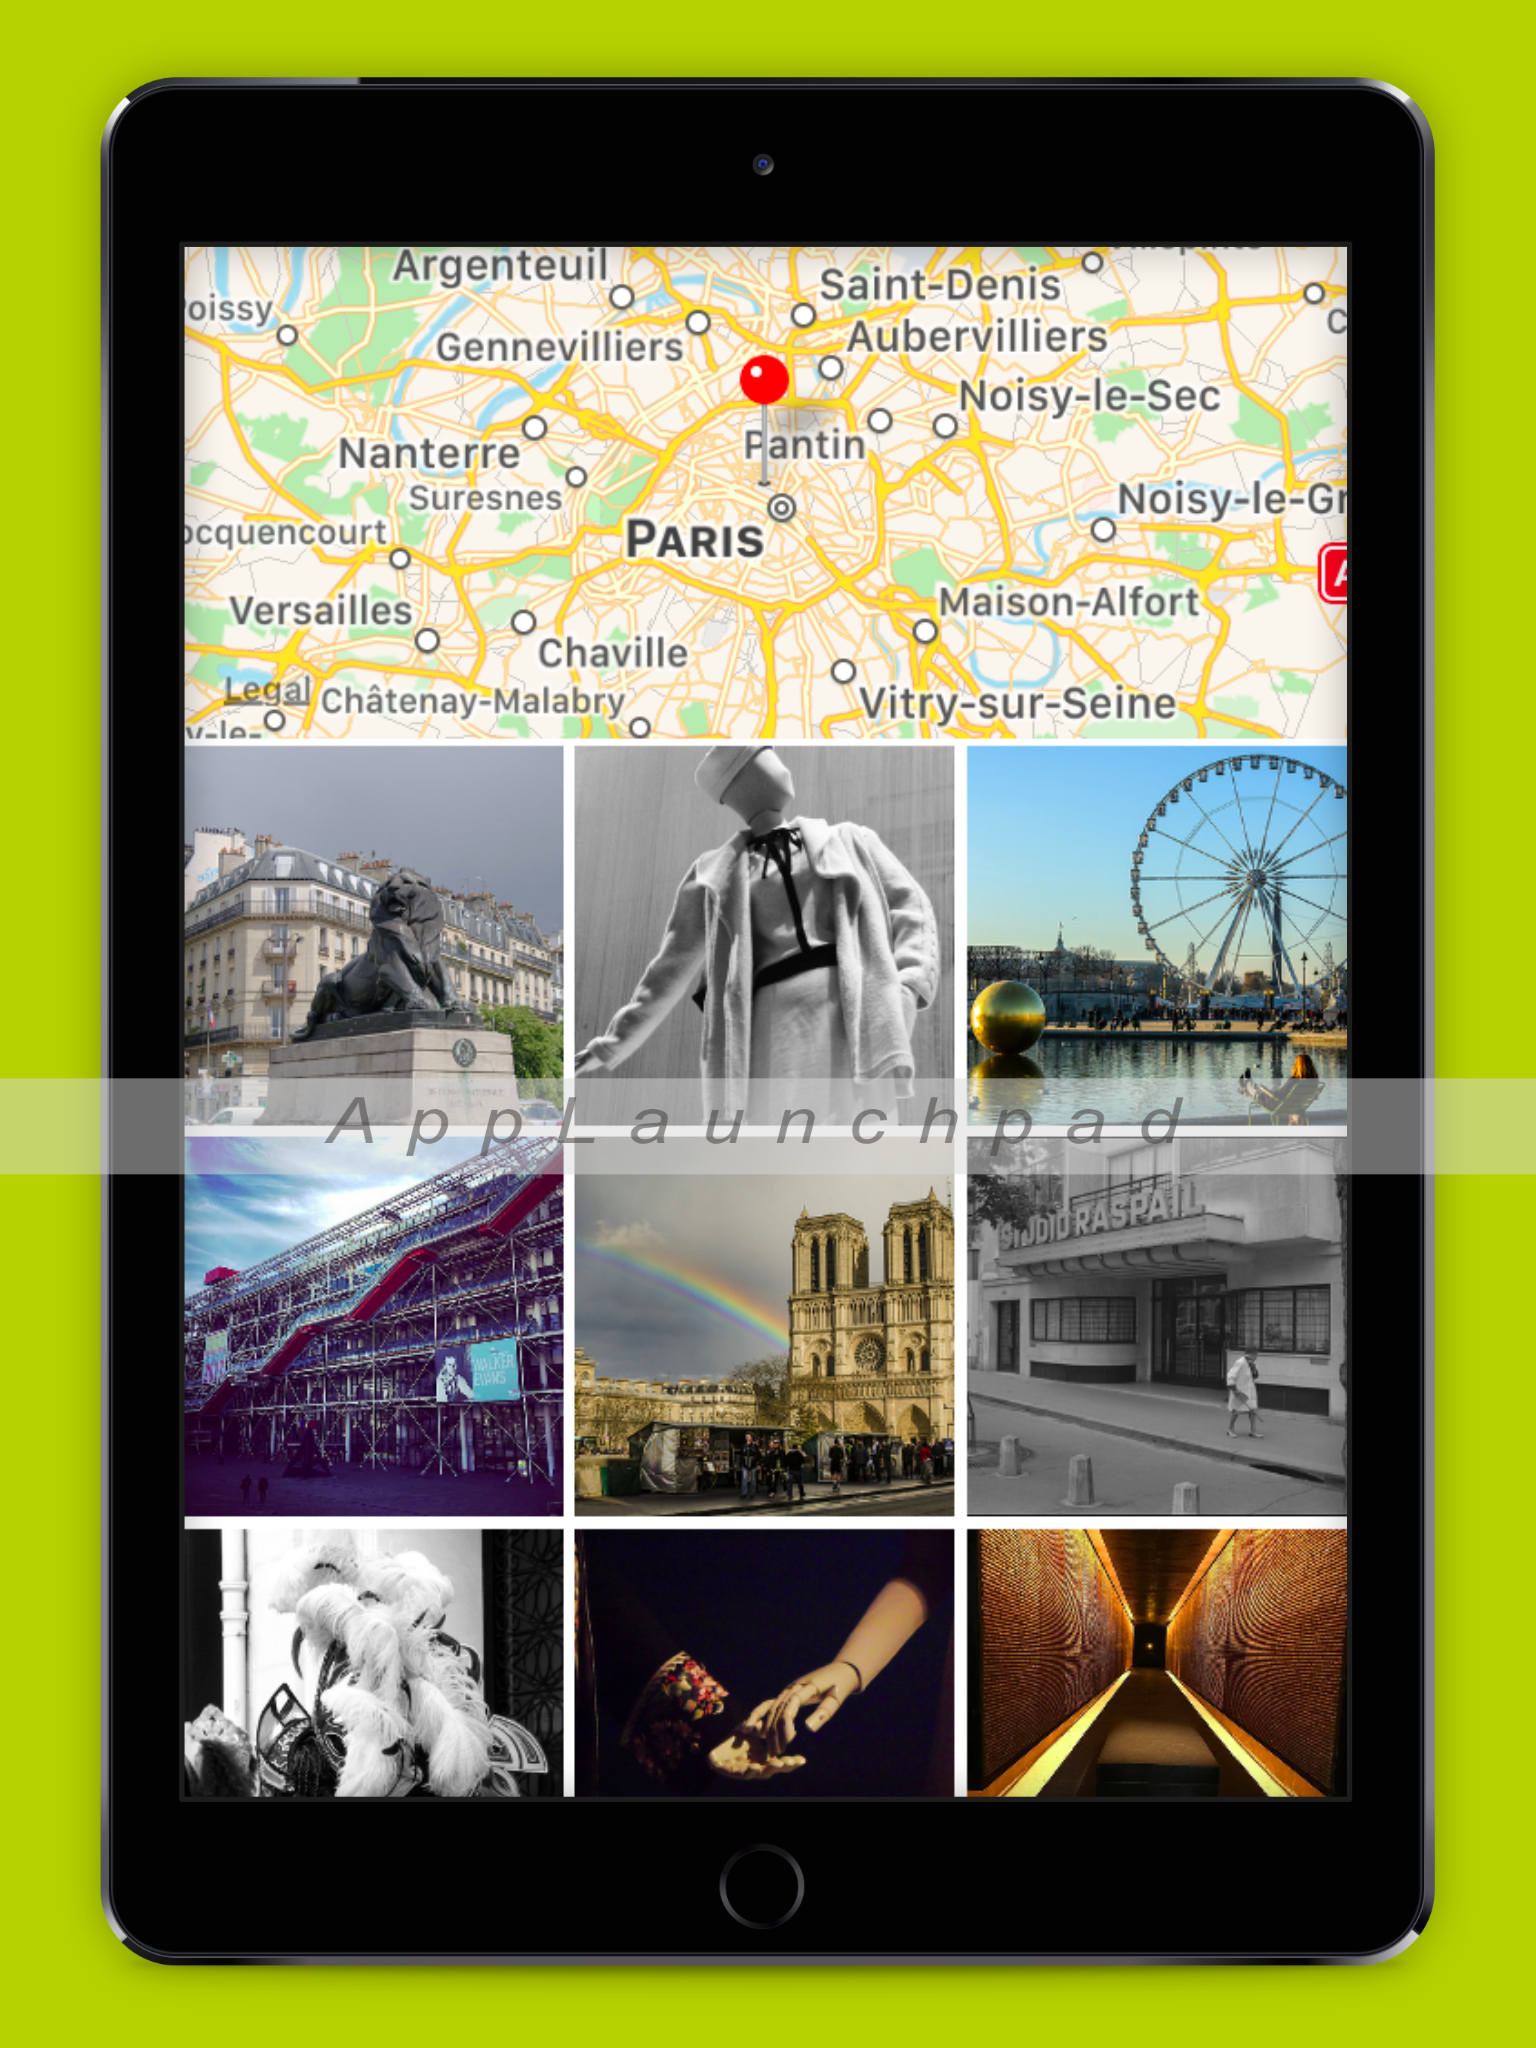 Argenteuil
Saint-Denis
oissy
Gennevilliers
Aubervilliers
Noisy-le-Sec
Pantin
Nanterre
Suresnes
Noisy-le-Gr
ocquencourt
PARIS
A
Versailles
Maison-Alfort
Chaville
Legal
Châtenay-Malabry
Vitry-sur-Seine
y-le-
AppLaunchpad
STUDIO RASPAIL
WALKER
EVANS